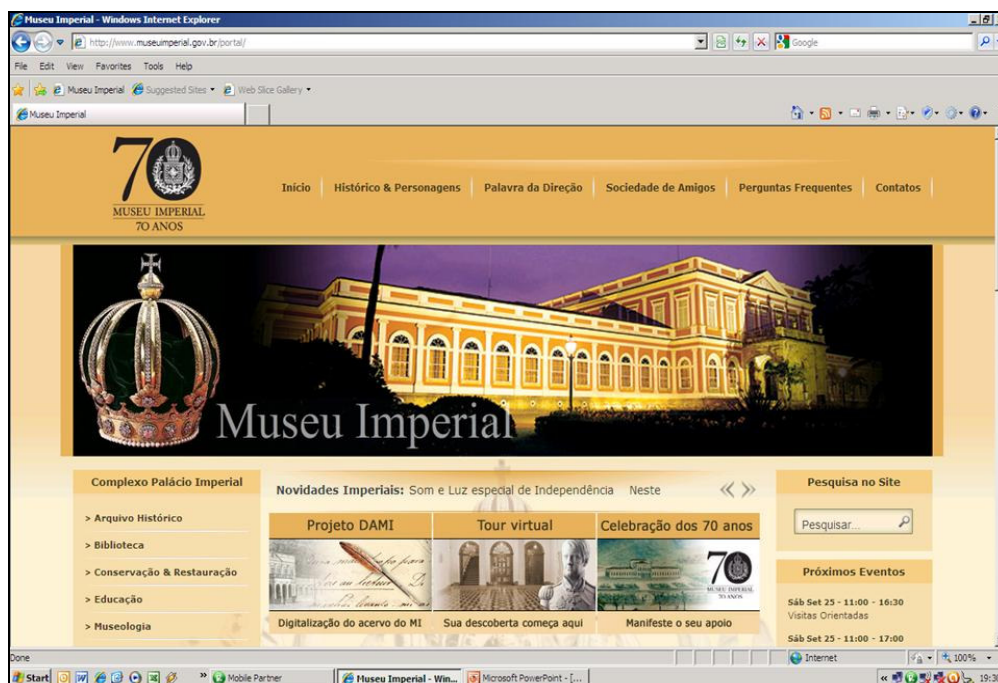 Museu Imperial - Windows Internet Explorer
http://www.museuimperial.gov.br/portal/
Google
File Edit View Favorites Tools Help
Museu Imperial Suggested Sites Web Slice Gallery
Museu Imperial
70
MUSEU IMPERIAL
70 ANOS
Início Histórico & Personagens Palavra da Direção Sociedade de Amigos Perguntas Frequentes Contatos
Museu Imperial
Complexo Palácio Imperial
> Arquivo Histórico
> Biblioteca
> Conservação & Restauração
> Educação
> Museologia
Novidades Imperiais: Som e Luz especial de Independência Neste
Projeto DAMI
Digitalização do acervo do MI
Tour virtual
Sua descoberta começa aqui
Celebração dos 70 anos
70
MUSEU IMPERIAL
70 ANOS
Manifeste o seu apoio
Pesquisa no Site
Pesquisar...
Próximos Eventos
Sáb Set 25 - 11:00 - 16:30
Visitas Orientadas
Sáb Set 25 - 11:00 - 17:00
Done
Internet
100%
Start
Mobile Partner
Museu Imperial - Win...
Microsoft PowerPoint - [...